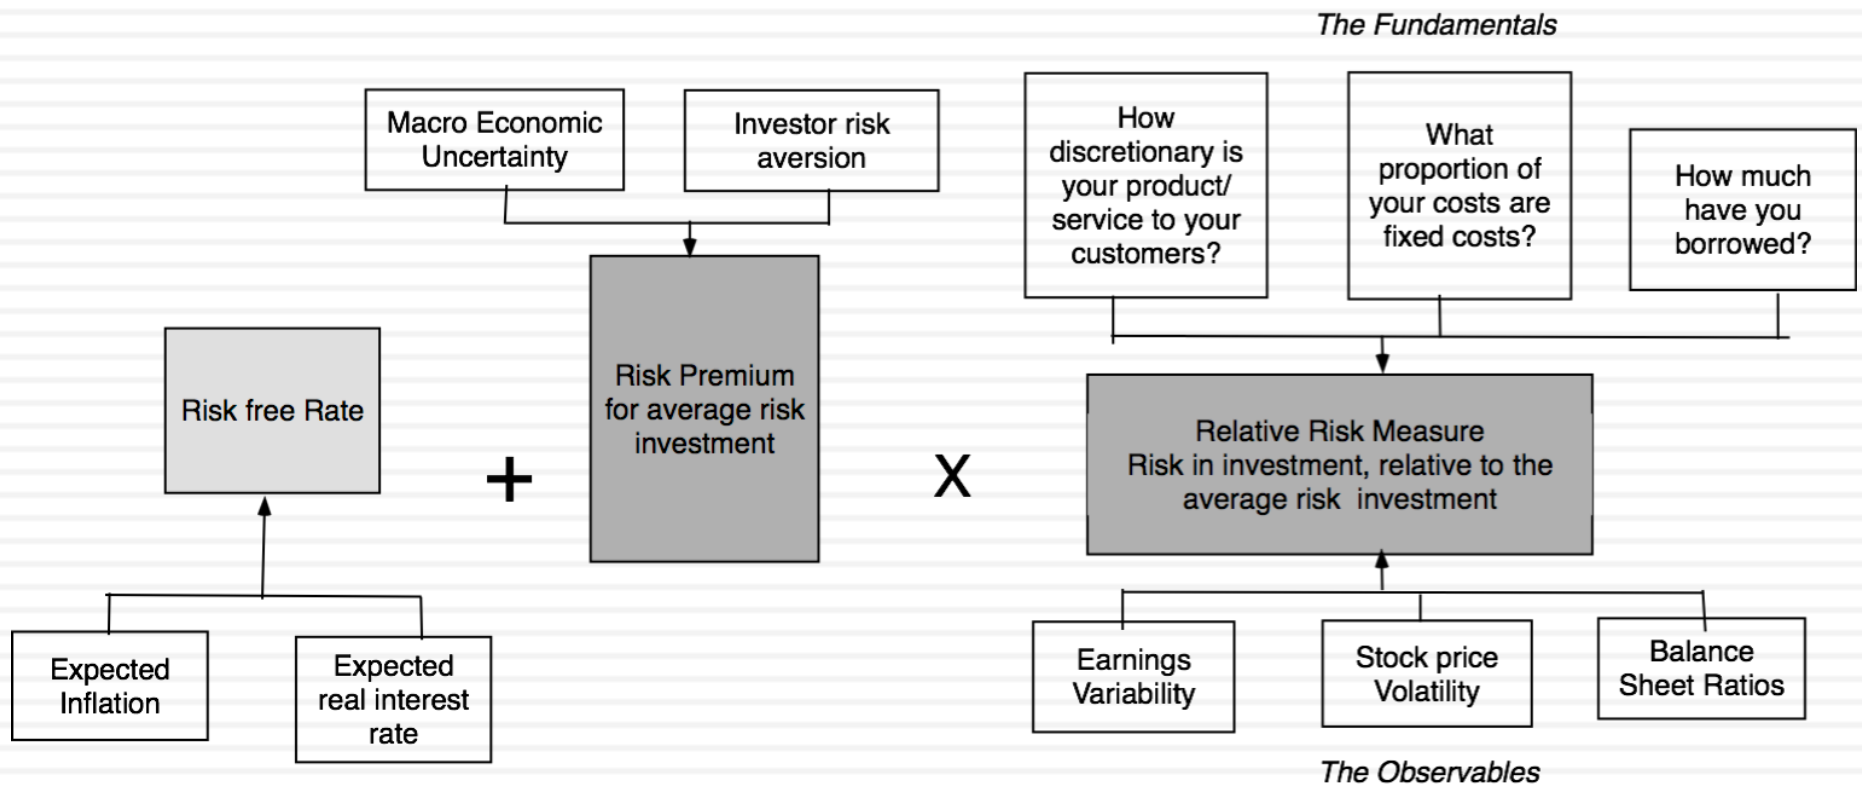 The Fundamentals
Macro Economic
Uncertainty
Investor risk
aversion
How
discretionary is
your product/
service to your
customers?
What
proportion of
your costs are
fixed costs?
How much
have you
borrowed?
Risk free Rate
+
Risk Premium
for average risk
investment
X
Relative Risk Measure
Risk in investment, relative to the
average risk investment
Expected
Inflation
Expected
real interest
rate
Earnings
Variability
Stock price
Volatility
Balance
Sheet Ratios
The Observables